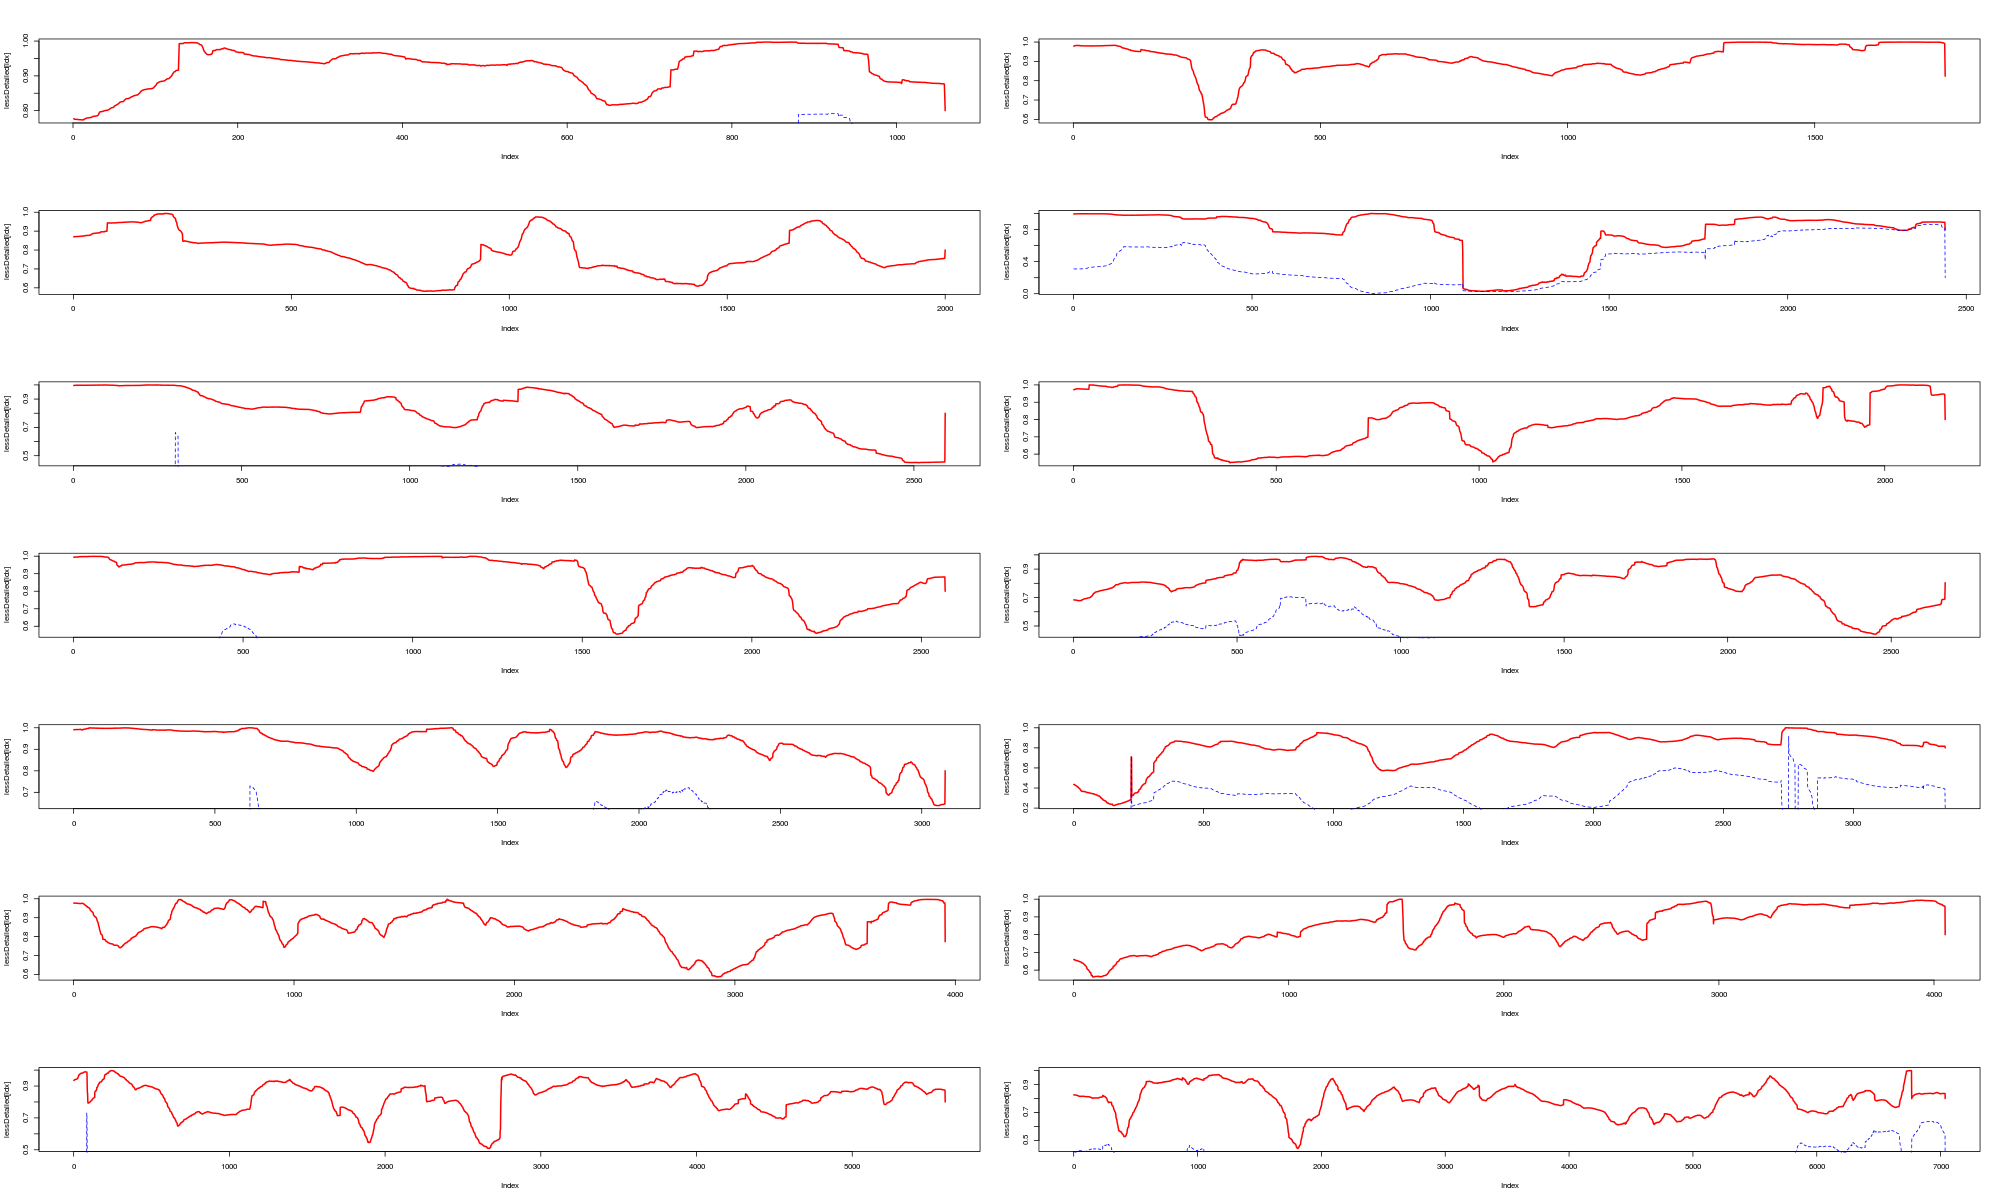 lessDetailed[idx]
0.80 0.90 1.00
0 200 400 600 800 1000
Index
lessDetailed[idx]
0.6 0.7 0.8 0.9 1.0
0 500 1000 1500
Index
lessDetailed[idx]
0.6 0.7 0.8 0.9 1.0
0 500 1000 1500 2000
Index
lessDetailed[idx]
0.0 0.4 0.8
0 500 1000 1500 2000 2500
Index
lessDetailed[idx]
0.5 0.7 0.9
0 500 1000 1500 2000 2500
Index
lessDetailed[idx]
0.6 0.7 0.8 0.9 1.0
0 500 1000 1500 2000
Index
lessDetailed[idx]
0.6 0.7 0.8 0.9 1.0
0 500 1000 1500 2000 2500
Index
lessDetailed[idx]
0.5 0.7 0.9
0 500 1000 1500 2000 2500
Index
lessDetailed[idx]
0.7 0.8 0.9 1.0
0 500 1000 1500 2000 2500 3000
Index
lessDetailed[idx]
0.2 0.4 0.6 0.8 1.0
0 500 1000 1500 2000 2500 3000
Index
lessDetailed[idx]
0.6 0.7 0.8 0.9 1.0
0 1000 2000 3000 4000
Index
lessDetailed[idx]
0.6 0.7 0.8 0.9 1.0
0 1000 2000 3000 4000
Index
lessDetailed[idx]
0.5 0.7 0.9
0 1000 2000 3000 4000 5000
Index
lessDetailed[idx]
0.5 0.7 0.9
0 1000 2000 3000 4000 5000 6000 7000
Index